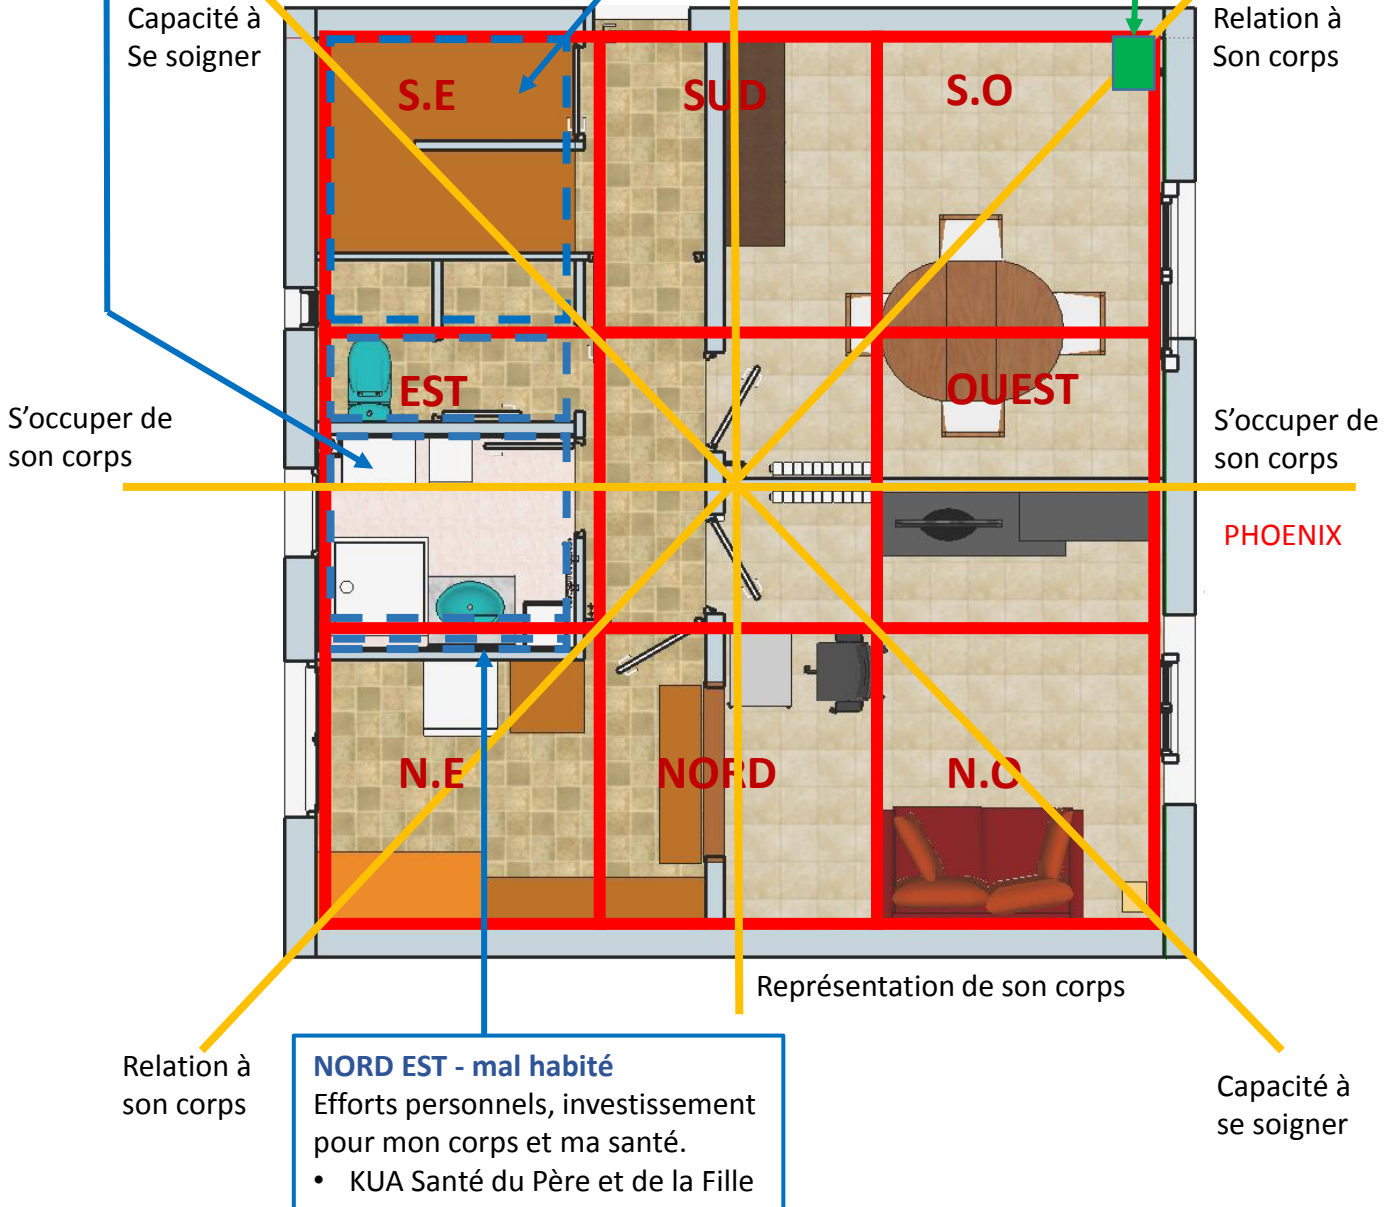 Capacité à
Se soigner
Relation à
Son corps
S.E
SUD
S.O
S'occuper de
son corps
EST
OUEST
S'occuper de
son corps
PHOENIX
N.E
NORD
N.O
Représentation de son corps
Relation à
son corps
NORD EST - mal habité
Efforts personnels, investissement
pour mon corps et ma santé.
• KUA Santé du Père et de la Fille
Capacité à
se soigner